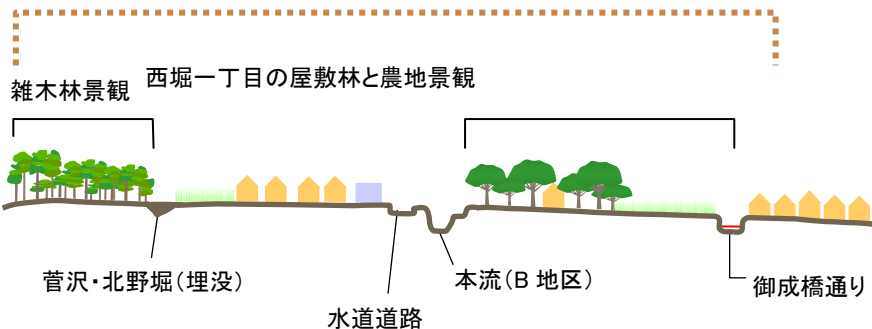 雑木林景観
西堀一丁目の屋敷林と農地景観
菅沢・北野堀（埋没）
水道道路
本流（B 地区）
御成橋通り